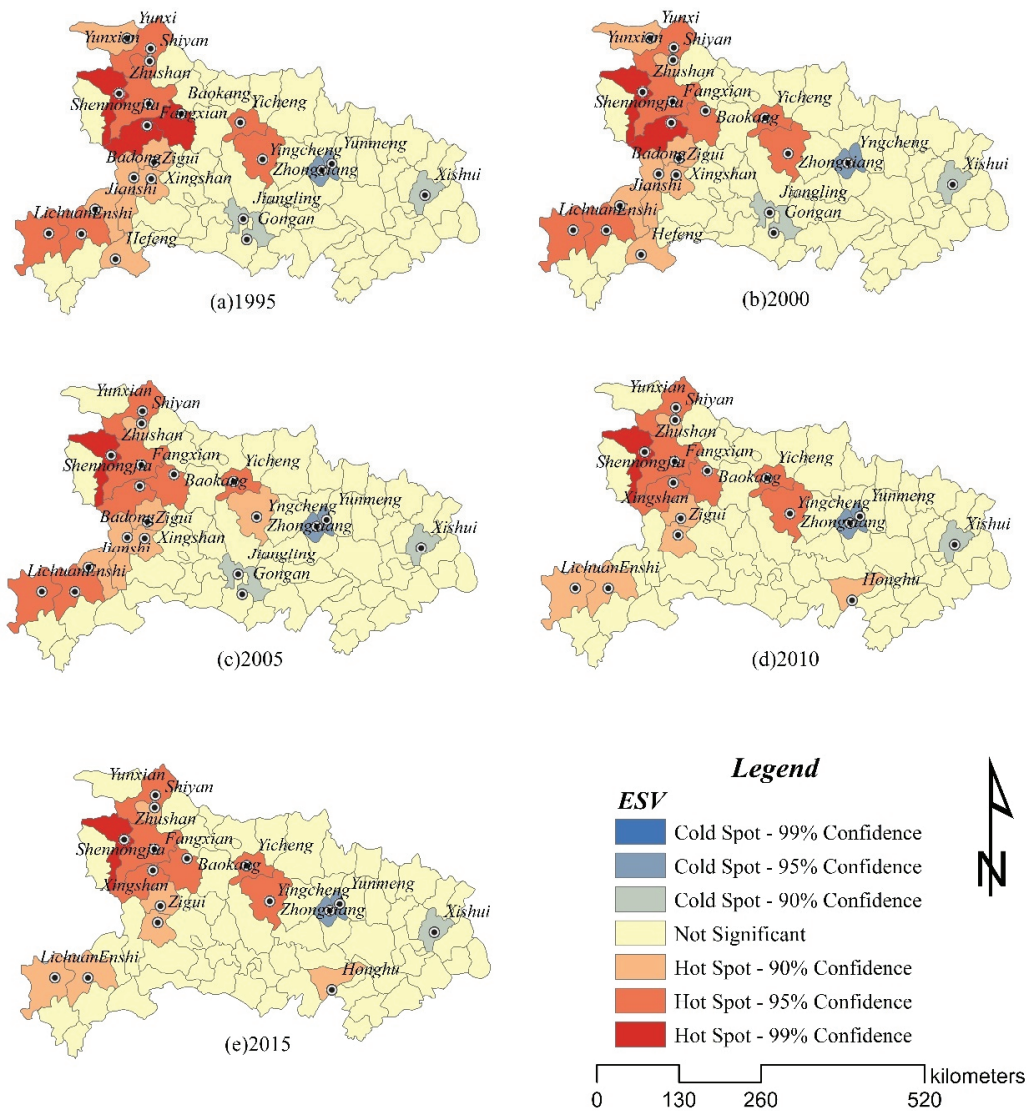 Yunxi
Yunxian
Shiyan
Zhushan
Shennongjia
Fangxian
Baokang
Yicheng
Badong
Zigui
Yingcheng
Yunmeng
Zhongxiang
Jianshi
Xingshan
Jiangling
Xishui
Lichuan
Enshi
Gongan
Hefeng
(a)1995
Yunxi
Yunxian
Shiyan
Zhushan
Fangxian
Shennongjia
Baokang
Yicheng
Badong
Zigui
Yngcheng
Zhongxiang
Jianshi
Xingshan
Jiangling
Xishui
Lichuan
Enshi
Gongan
Hefeng
(b)2000
Yunxian
Shiyan
Zhushan
Fangxian
Shennongjia
Baokang
Yicheng
Badong
Zigui
Yngcheng
Yunmeng
Zhongxiang
Jianshi
Xingshan
Jiangling
Xishui
Lichuan
Enshi
Gongan
(c)2005
Yunxian
Shiyan
Zhushan
Fangxian
Shennongjia
Baokang
Yicheng
Xingshan
Zigui
Yingcheng
Yunmeng
Zhongxiang
Xishui
Lichuan
Enshi
Honghu
(d)2010
Yunxian
Shiyan
Zhushan
Fangxian
Shennongjia
Baokang
Yicheng
Xingshan
Zigui
Yingcheng
Yunmeng
Zhongxiang
Xishui
Lichuan
Enshi
Honghu
(e)2015
Legend
ESV
Cold Spot - 99% Confidence
Cold Spot - 95% Confidence
Cold Spot - 90% Confidence
Not Significant
Hot Spot - 90% Confidence
Hot Spot - 95% Confidence
Hot Spot - 99% Confidence
N
kilometers
0 130 260 520